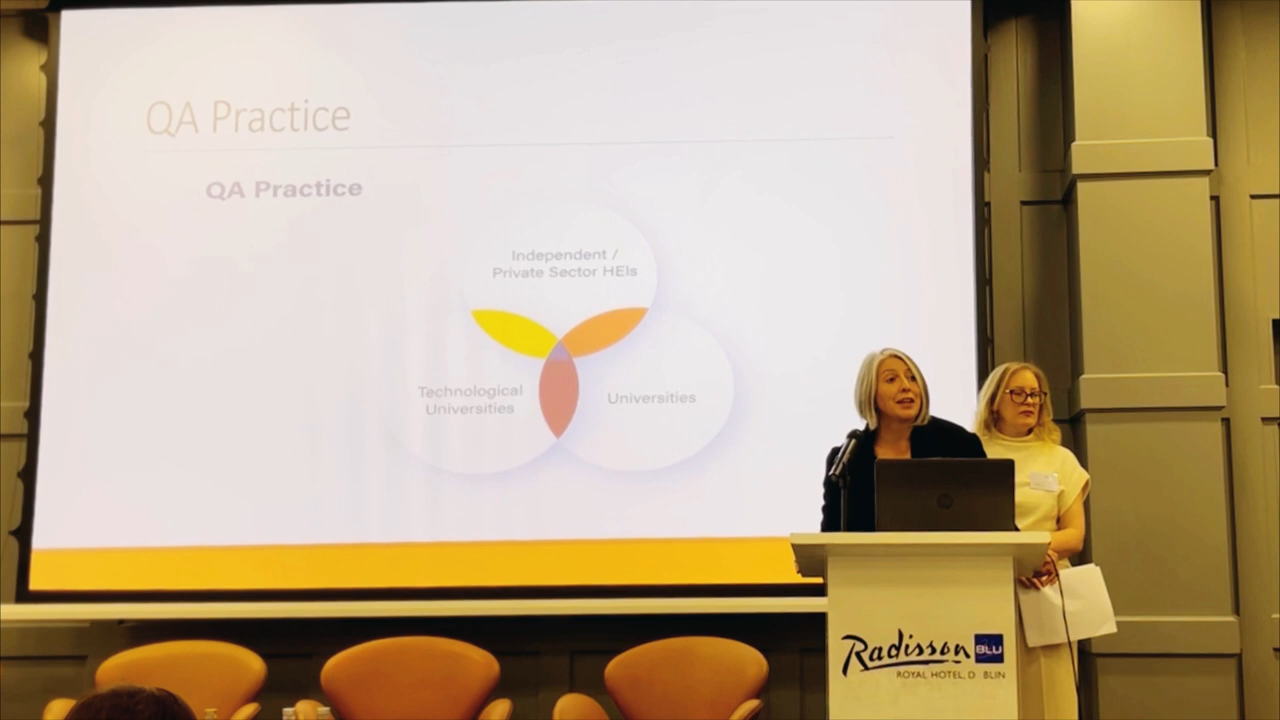 QA Practice
QA Practice
Independent /
Private Sector HEIs
Technological
Universities
Universities
Radisson BLU
ROYAL HOTEL, D BLIN